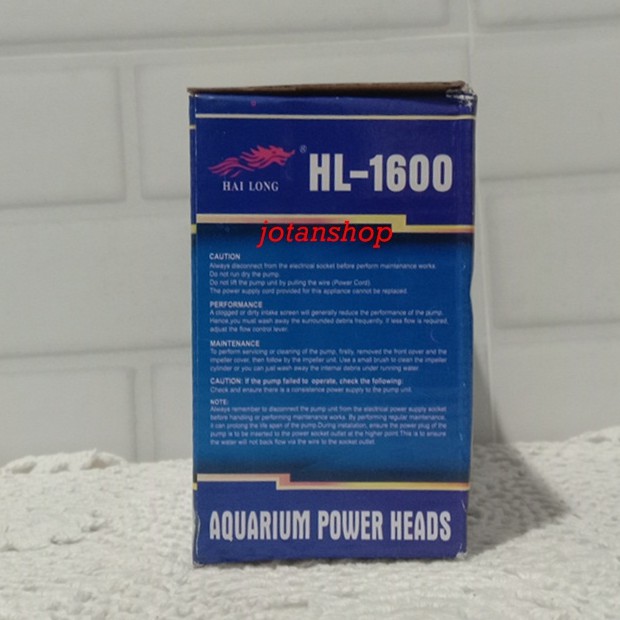 HAI LONG
®
HL-1600
jotanshop
CAUTION
Always disconnect from the electrical socket before perform maintenance works.
Do not run dry the pump.
Do not lift the pump unit by pulling the wire (Power Cord).
The power supply cord provided for this appliance cannot be replaced.
PERFORMANCE
A clogged or dirty intake screen will generally reduce the performance of the pump.
Hence,you must wash away the surrounded debris frequently. If less flow is required,
adjust the flow control lever.
MAINTENANCE
To perform servicing or cleaning of the pump, firstly, removed the front cover and the
impeller cover, then follow by the impeller unit. Use a small brush to clean the impeller
cylinder or you can just wash away the internal debris under running water.
CAUTION: If the pump failed to operate, check the following:
Check and ensure there is a consistence power supply to the pump unit.
NOTE:
Always remember to disconnect the pump unit from the electrical power supply socket
before handling or performing maintenance works. By performing regular maintenance,
it can prolong the life span of the pump.During installation, ensure the power plug of the
pump is to be inserted to the power socket outlet at the higher point.This is to ensure
the water will not back flow via the wire to the socket outlet.
AQUARIUM POWER HEADS